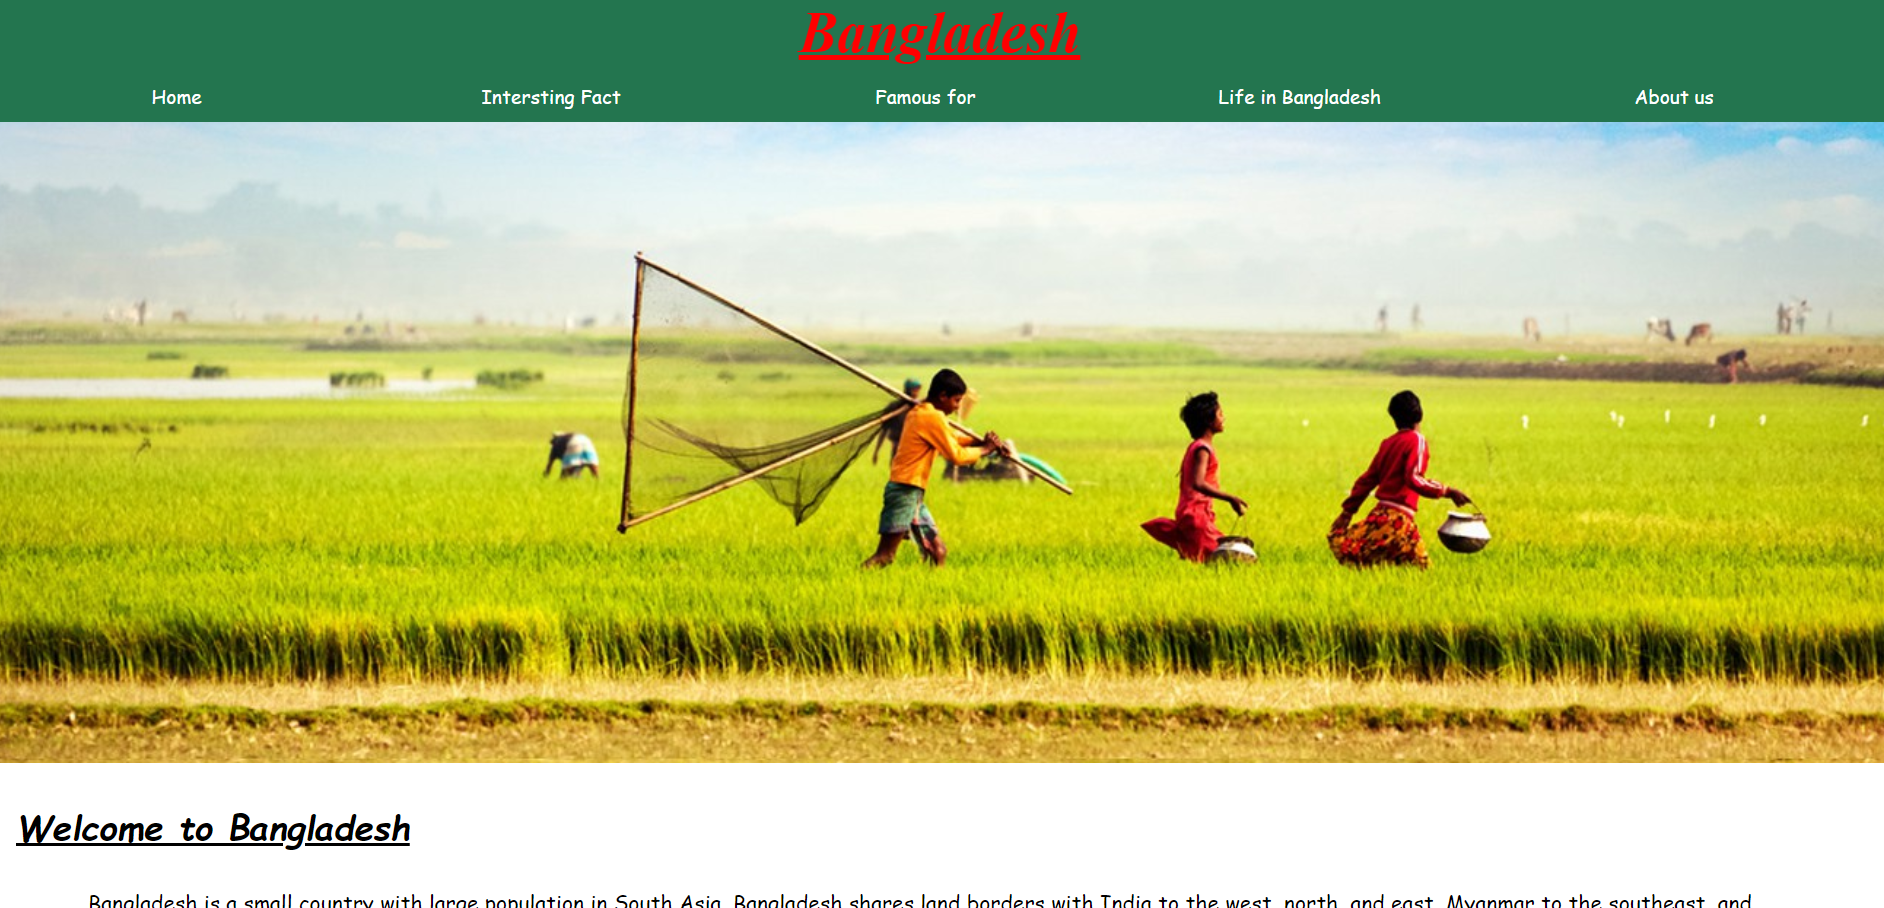 Bangladesh
Home Intersting Fact Famous for Life in Bangladesh About us
Welcome to Bangladesh
Bangladesh is a small country with large population in South Asia. Bangladesh shares land borders with India to the west, north, and east, Myanmar to the southeast, and